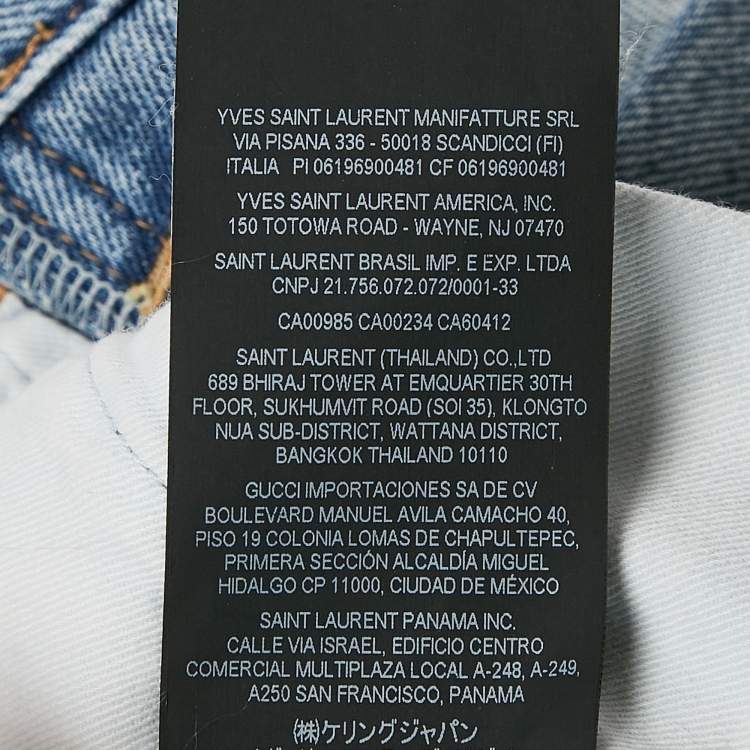 YVES SAINT LAURENT MANIFATTURE SRL
VIA PISANA 336 - 50018 SCANDICCI (FI)
ITALIA PI 06196900481 CF 06196900481
YVES SAINT LAURENT AMERICA, INC.
150 TOTOWA ROAD - WAYNE, NJ 07470
SAINT LAURENT BRASIL IMP. E EXP. LTDA
CNPJ 21.756.072.072/0001-33
CA00985 CA00234 CA60412
SAINT LAURENT (THAILAND) CO.,LTD
689 BHIRAJ TOWER AT EMQUARTIER 30TH
FLOOR, SUKHUMVIT ROAD (SOI 35), KLONGTO
NUA SUB-DISTRICT, WATTANA DISTRICT,
BANGKOK THAILAND 10110
GUCCI IMPORTACIONES SA DE CV
BOULEVARD MANUEL AVILA CAMACHO 40,
PISO 19 COLONIA LOMAS DE CHAPULTEPEC,
PRIMERA SECCIÓN ALCALDÍA MIGUEL
HIDALGO CP 11000, CIUDAD DE MÉXICO
SAINT LAURENT PANAMA INC.
CALLE VIA ISRAEL, EDIFICIO CENTRO
COMERCIAL MULTIPLAZA LOCAL A-248, A-249,
A250 SAN FRANCISCO, PANAMA
(株)ケリングジャパン